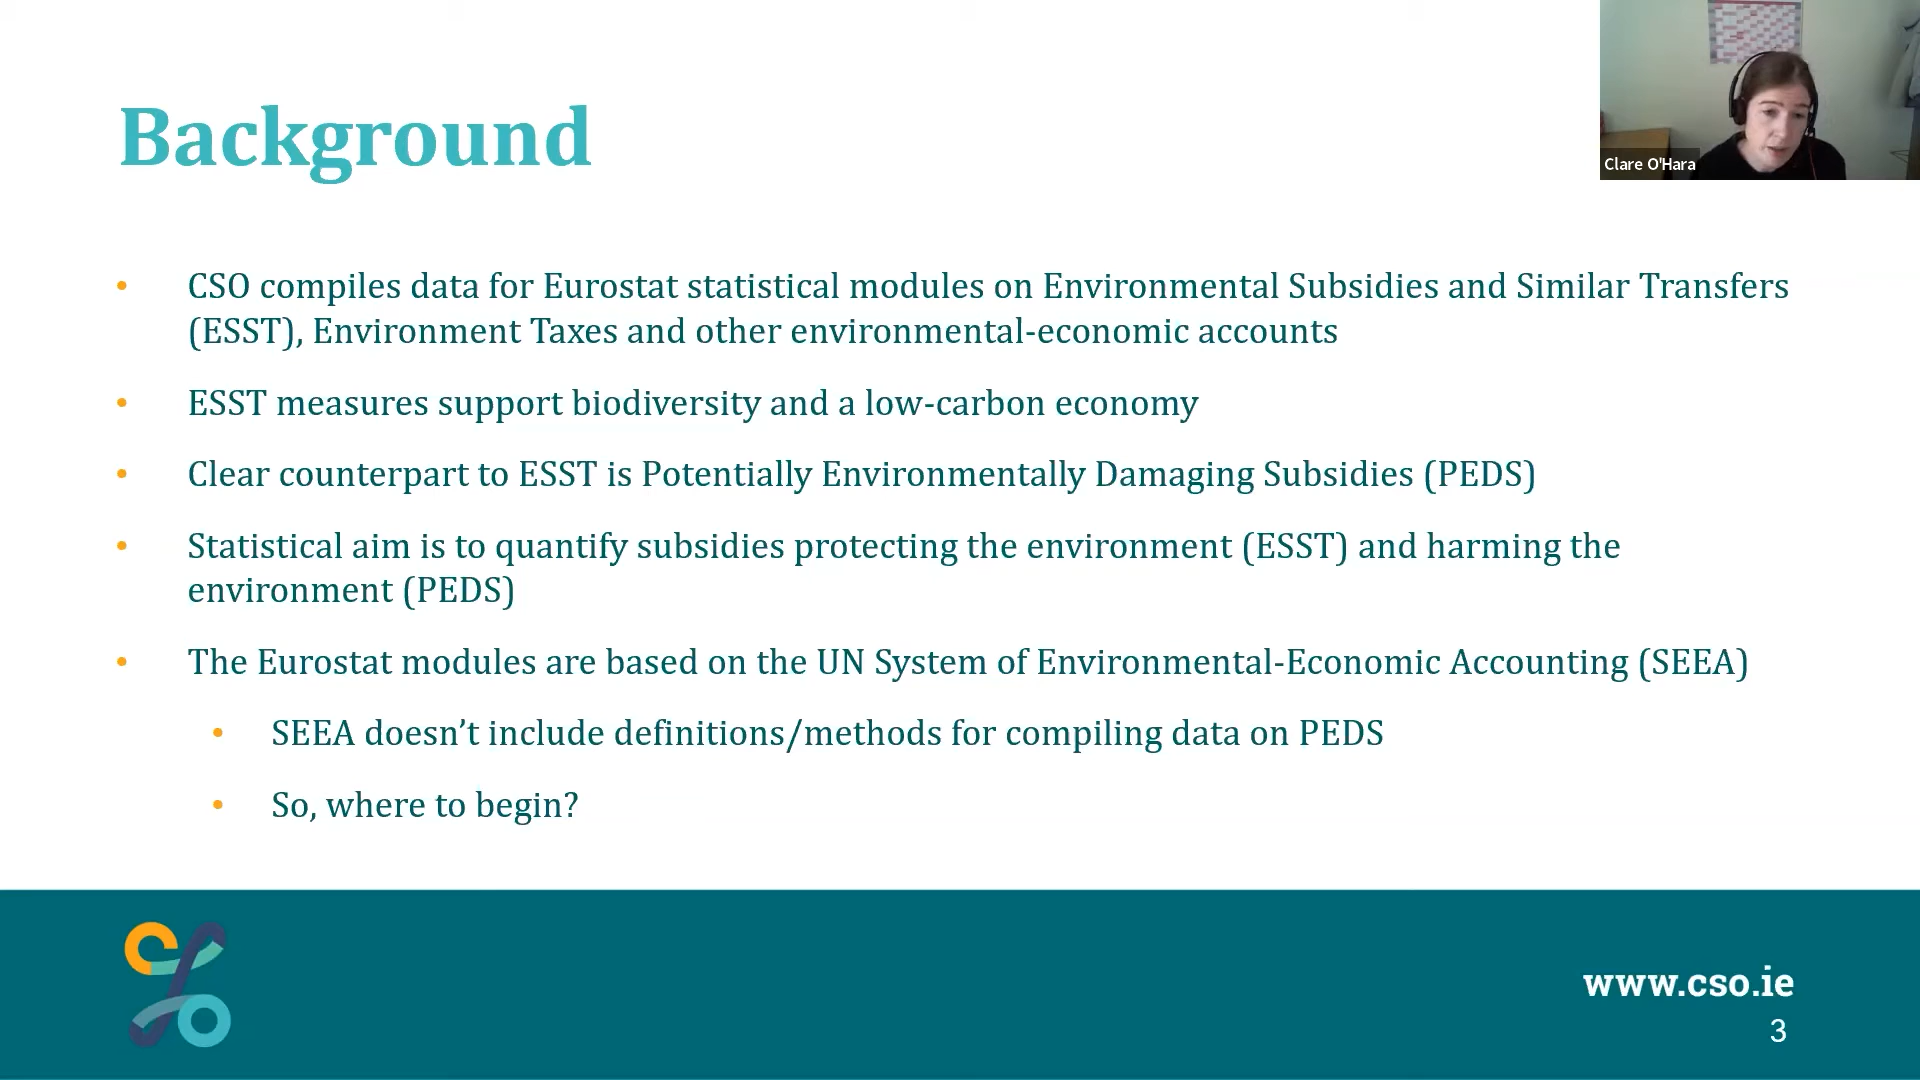 Background
Clare O'Hara
• CSO compiles data for Eurostat statistical modules on Environmental Subsidies and Similar Transfers
(ESST), Environment Taxes and other environmental-economic accounts
• ESST measures support biodiversity and a low-carbon economy
• Clear counterpart to ESST is Potentially Environmentally Damaging Subsidies (PEDS)
• Statistical aim is to quantify subsidies protecting the environment (ESST) and harming the
environment (PEDS)
• The Eurostat modules are based on the UN System of Environmental-Economic Accounting (SEEA)
• SEEA doesn’t include definitions/methods for compiling data on PEDS
• So, where to begin?
www.cso.ie
3